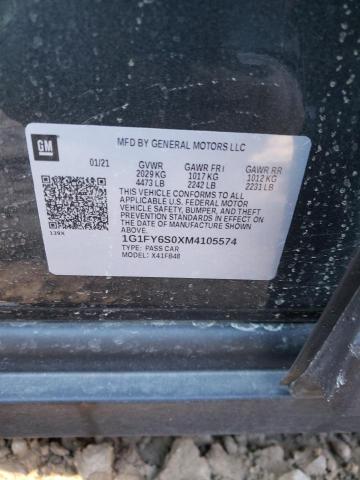 GM
MFD BY GENERAL MOTORS LLC
01/21 GVWR GAWR FRT GAWR RR
2029 KG 1017 KG 1012 KG
4473 LB 2242 LB 2231 LB
THIS VEHICLE CONFORMS TO ALL
APPLICABLE U.S. FEDERAL MOTOR
VEHICLE SAFETY, BUMPER, AND THEFT
PREVENTION STANDARDS IN EFFECT ON
THE DATE OF MANUFACTURE SHOWN
ABOVE.
139X
1G1FY6S0XM4105574
TYPE: PASS CAR
MODEL: X41FB48